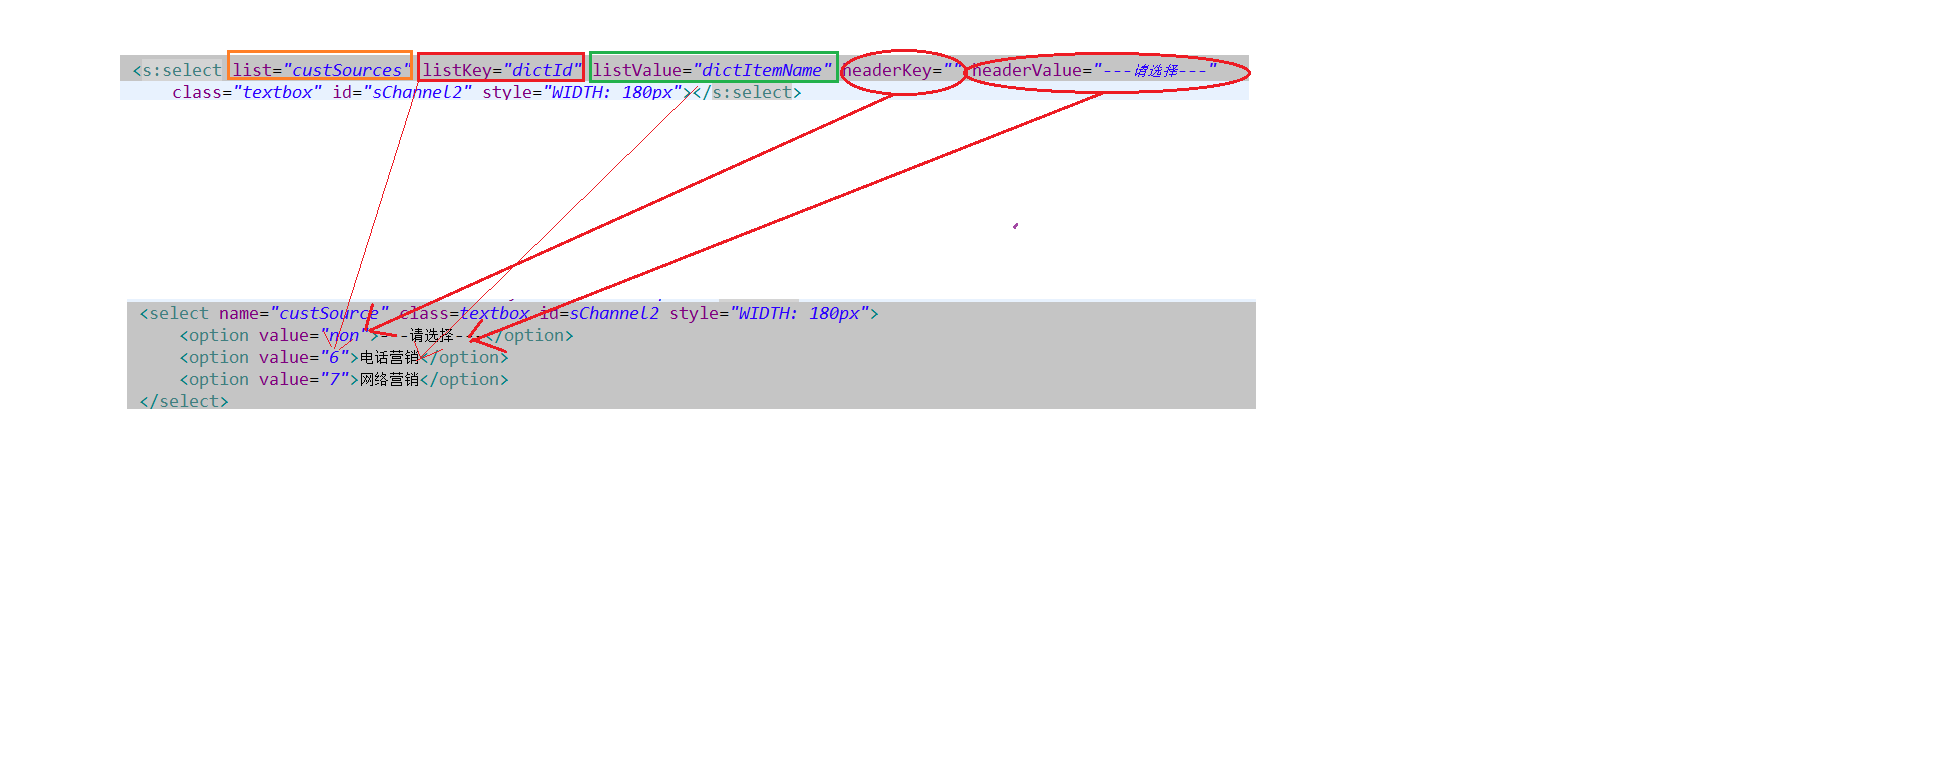 <s:select list="custSources" listKey="dictId" listValue="dictItemName" headerKey="" headerValue="---请选择---"
class="textbox" id="sChannel2" style="WIDTH: 180px"></s:select>
<select name="custSource" class=textbox id=sChannel2 style="WIDTH: 180px">
<option value="non">---请选择---</option>
<option value="6">电话营销</option>
<option value="7">网络营销</option>
</select>